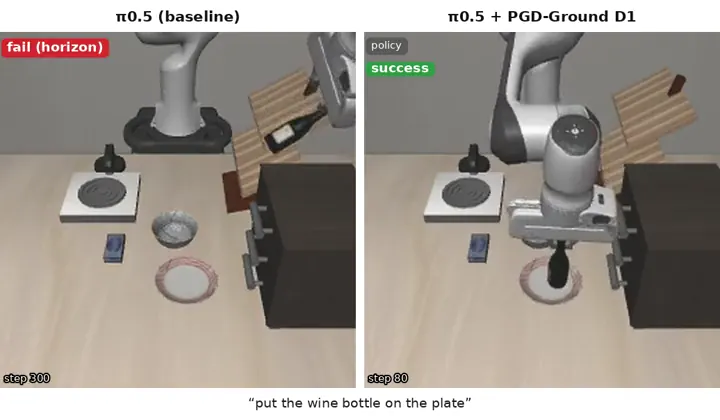 π0.5 (baseline)
π0.5 + PGD-Ground D1
fail (horizon)
policy
success
step 300
step 80
“put the wine bottle on the plate”